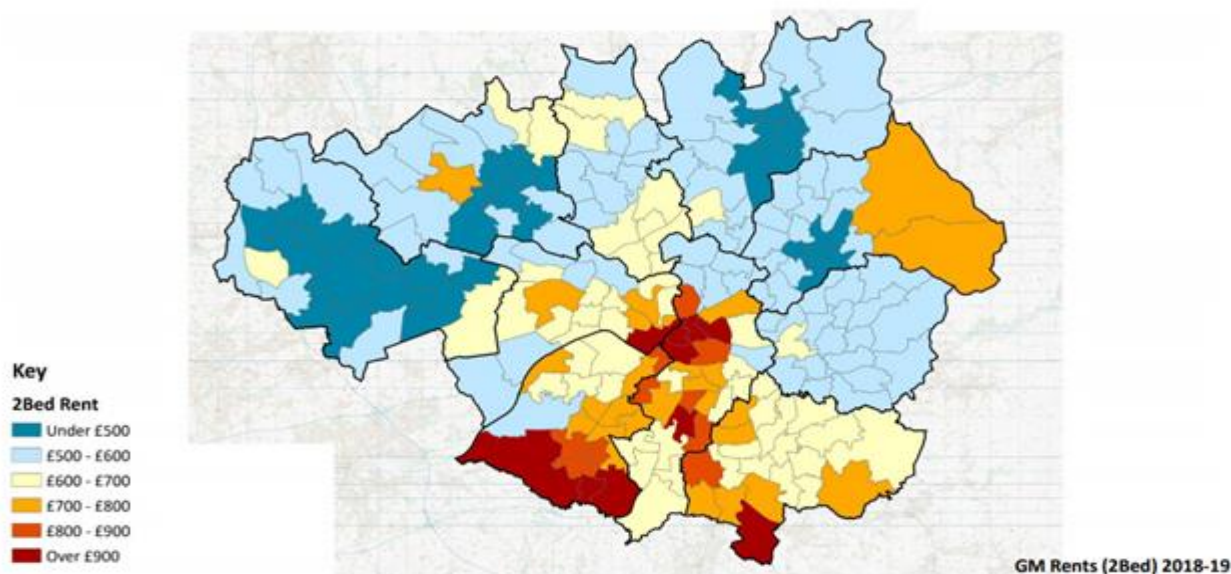 Key
2Bed Rent
Under £500
£500 - £600
£600 - £700
£700 - £800
£800 - £900
Over £900
GM Rents (2Bed) 2018-19